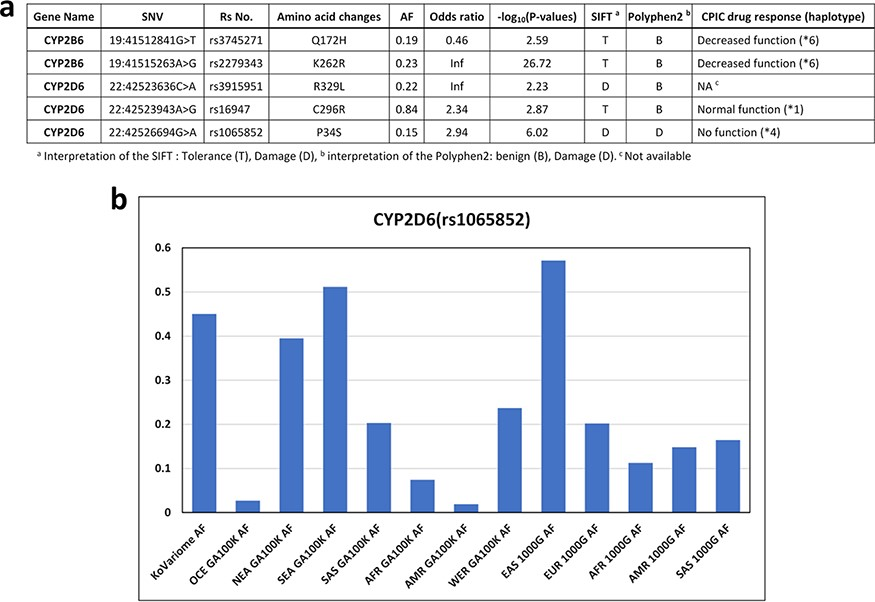 a
Gene Name SNV Rs No. Amino acid changes AF Odds ratio -log10(P-values) SIFT a Polyphen2 b CPIC drug response (haplotype)
CYP2B6 19:41512841G>T rs3745271 Q172H 0.19 0.46 2.59 T B Decreased function (*6)
CYP2B6 19:41515263A>G rs2279343 K262R 0.23 Inf 26.72 T B Decreased function (*6)
CYP2D6 22:42523636C>A rs3915951 R329L 0.22 Inf 2.23 D B NA c
CYP2D6 22:42523943A>G rs16947 C296R 0.84 2.34 2.87 T B Normal function (*1)
CYP2D6 22:42526694G>A rs1065852 P34S 0.15 2.94 6.02 D D No function (*4)
a Interpretation of the SIFT : Tolerance (T), Damage (D), b interpretation of the Polyphen2: benign (B), Damage (D). c Not available
b
CYP2D6(rs1065852)
0.6
0.5
0.4
0.3
0.2
0.1
0
KoVariome AF
OCE GA100K AF
NEA GA100K AF
SEA GA100K AF
SAS GA100K AF
AFR GA100K AF
AMR GA100K AF
WER GA100K AF
EAS 1000G AF
EUR 1000G AF
AFR 1000G AF
AMR 1000G AF
SAS 1000G AF